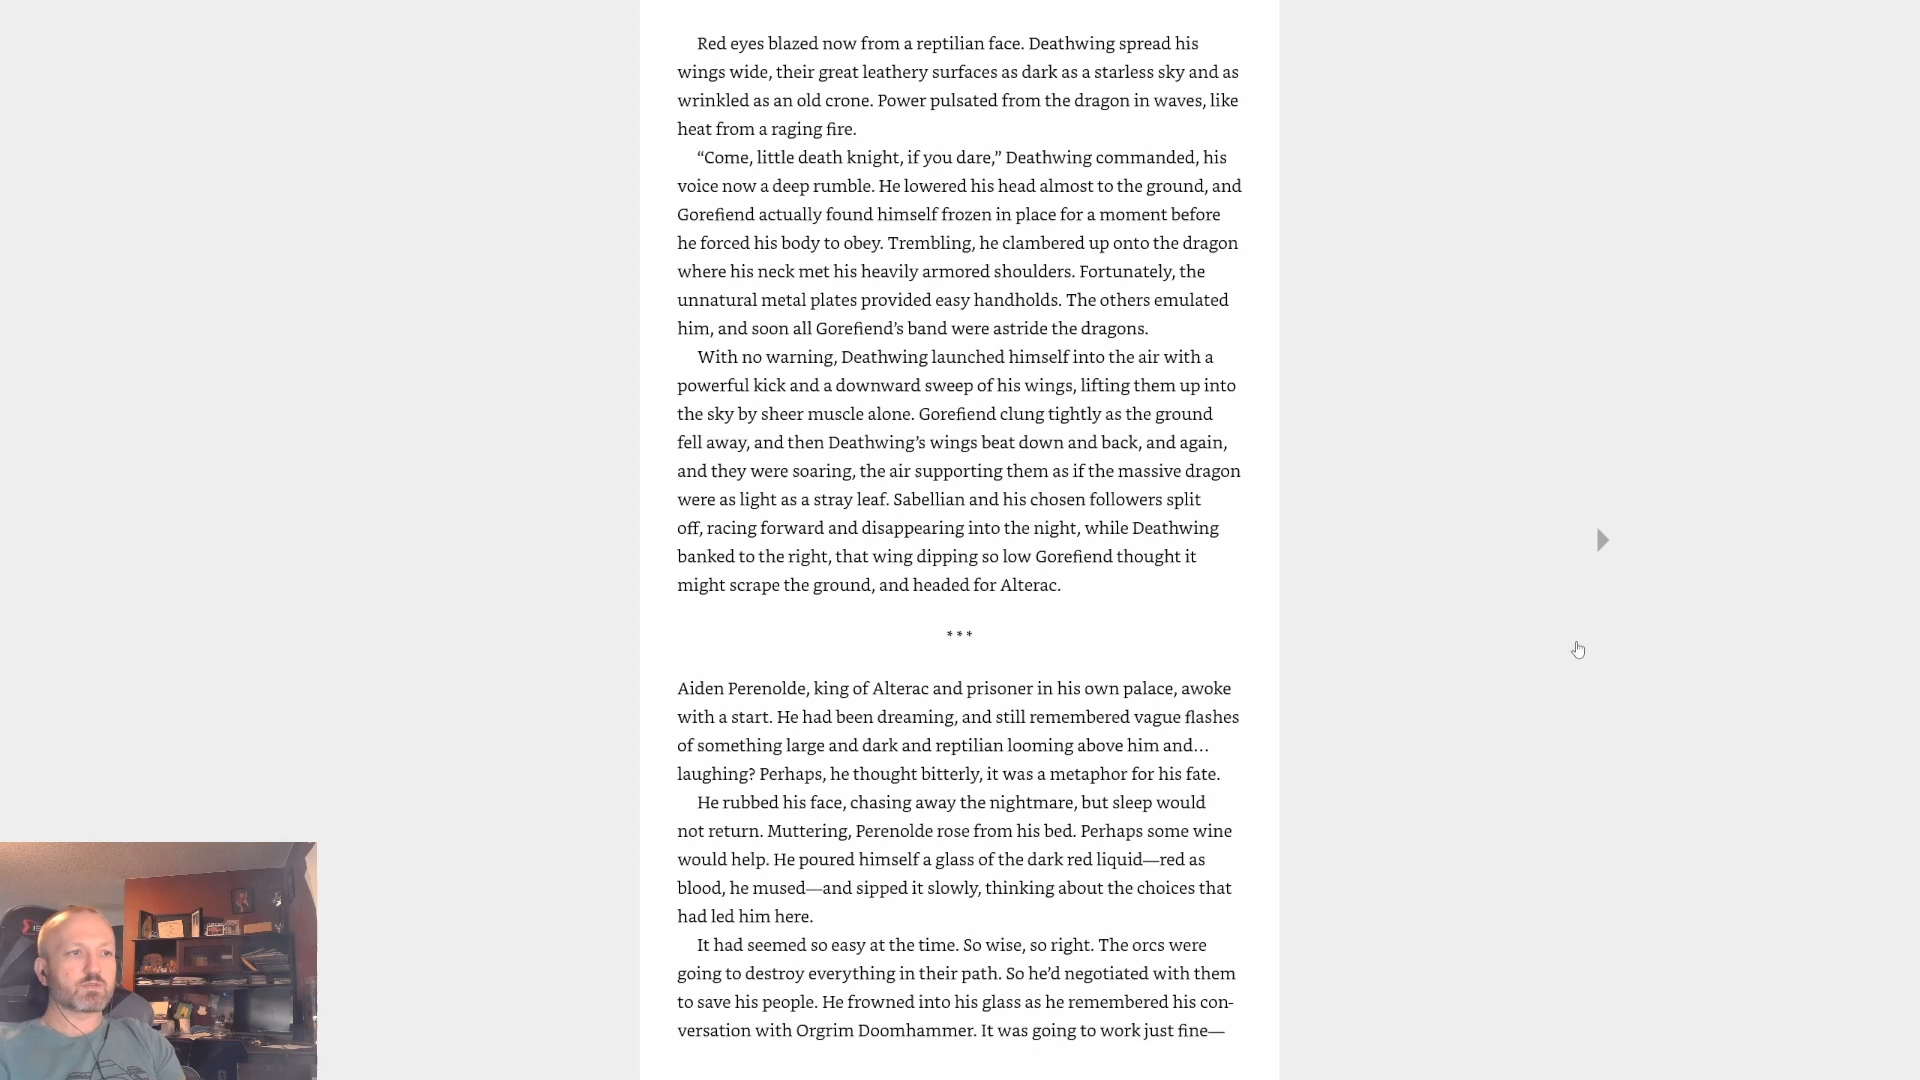 Red eyes blazed now from a reptilian face. Deathwing spread his
wings wide, their great leathery surfaces as dark as a starless sky and as
wrinkled as an old crone. Power pulsated from the dragon in waves, like
heat from a raging fire.
“Come, little death knight, if you dare,” Deathwing commanded, his
voice now a deep rumble. He lowered his head almost to the ground, and
Gorefiend actually found himself frozen in place for a moment before
he forced his body to obey. Trembling, he clambered up onto the dragon
where his neck met his heavily armored shoulders. Fortunately, the
unnatural metal plates provided easy handholds. The others emulated
him, and soon all Gorefiend’s band were astride the dragons.
With no warning, Deathwing launched himself into the air with a
powerful kick and a downward sweep of his wings, lifting them up into
the sky by sheer muscle alone. Gorefiend clung tightly as the ground
fell away, and then Deathwing’s wings beat down and back, and again,
and they were soaring, the air supporting them as if the massive dragon
were as light as a stray leaf. Sabellian and his chosen followers split
off, racing forward and disappearing into the night, while Deathwing
banked to the right, that wing dipping so low Gorefiend thought it
might scrape the ground, and headed for Alterac.
* * *
Aiden Perenolde, king of Alterac and prisoner in his own palace, awoke
with a start. He had been dreaming, and still remembered vague flashes
of something large and dark and reptilian looming above him and…
laughing? Perhaps, he thought bitterly, it was a metaphor for his fate.
He rubbed his face, chasing away the nightmare, but sleep would
not return. Muttering, Perenolde rose from his bed. Perhaps some wine
would help. He poured himself a glass of the dark red liquid—red as
blood, he mused—and sipped it slowly, thinking about the choices that
had led him here.
It had seemed so easy at the time. So wise, so right. The orcs were
going to destroy everything in their path. So he’d negotiated with them
to save his people. He frowned into his glass as he remembered his con-
versation with Orgrim Doomhammer. It was going to work just fine—